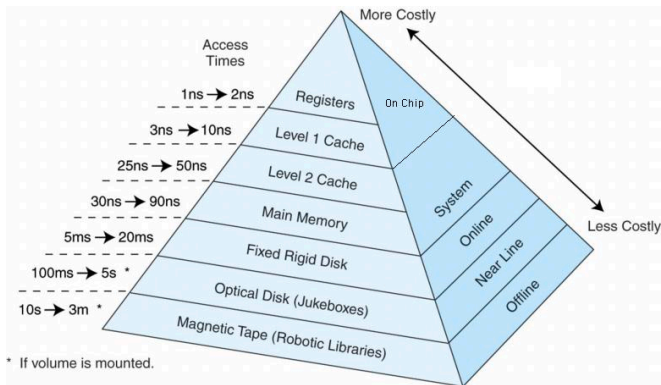 More Costly
Access
Times
1ns → 2ns
Registers
On Chip
3ns → 10ns
Level 1 Cache
25ns → 50ns
Level 2 Cache
System
30ns → 90ns
Main Memory
Online
Less Costly
5ms → 20ms
Fixed Rigid Disk
Near Line
100ms → 5s *
Optical Disk (Jukeboxes)
Offline
10s → 3m *
Magnetic Tape (Robotic Libraries)
* If volume is mounted.